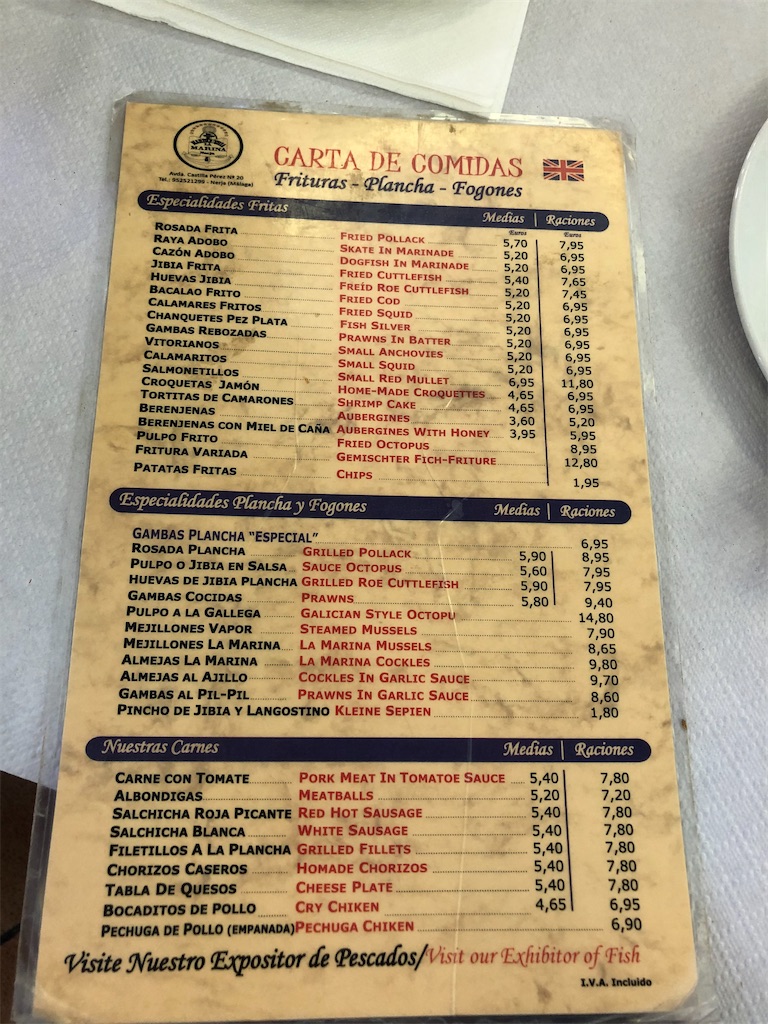 MARINA
Avda. Castilla Pérez Nº 20
Tel.: 952521299 - Nerja (Málaga)
CARTA DE COMIDAS
Frituras - Plancha - Fogones
Especialidades Fritas Medias | Raciones
Euros Euros
ROSADA FRITA FRIED POLLACK 5,70 7,95
RAYA ADOBO SKATE IN MARINADE 5,20 6,95
CAZÓN ADOBO DOGFISH IN MARINADE 5,20 6,95
JIBIA FRITA FRIED CUTTLEFISH 5,40 7,65
HUEVAS JIBIA FREÍD ROE CUTTLEFISH 5,20 7,45
BACALAO FRITO FRIED COD 5,20 6,95
CALAMARES FRITOS FRIED SQUID 5,20 6,95
CHANQUETES PEZ PLATA FISH SILVER 5,20 6,95
GAMBAS REBOZADAS PRAWNS IN BATTER 5,20 6,95
VITORIANOS SMALL ANCHOVIES 5,20 6,95
CALAMARITOS SMALL SQUID 5,20 6,95
SALMONETILLOS SMALL RED MULLET 6,95 11,80
CROQUETAS JAMÓN HOME-MADE CROQUETTES 4,65 6,95
TORTITAS DE CAMARONES SHRIMP CAKE 4,65 6,95
BERENJENAS AUBERGINES 3,60 5,20
BERENJENAS CON MIEL DE CAÑA AUBERGINES WITH HONEY 3,95 5,95
PULPO FRITO FRIED OCTOPUS 8,95
FRITURA VARIADA GEMISCHTER FICH-FRITURE 12,80
PATATAS FRITAS CHIPS 1,95
Especialidades Plancha y Fogones Medias | Raciones
GAMBAS PLANCHA "ESPECIAL" 6,95
ROSADA PLANCHA GRILLED POLLACK 5,90 8,95
PULPO O JIBIA EN SALSA SAUCE OCTOPUS 5,60 7,95
HUEVAS DE JIBIA PLANCHA GRILLED ROE CUTTLEFISH 5,90 7,95
GAMBAS COCIDAS PRAWNS 5,80 9,40
PULPO A LA GALLEGA GALICIAN STYLE OCTOPU 14,80
MEJILLONES VAPOR STEAMED MUSSELS 7,90
MEJILLONES LA MARINA LA MARINA MUSSELS 8,65
ALMEJAS LA MARINA LA MARINA COCKLES 9,80
ALMEJAS AL AJILLO COCKLES IN GARLIC SAUCE 9,70
GAMBAS AL PIL-PIL PRAWNS IN GARLIC SAUCE 8,60
PINCHO DE JIBIA Y LANGOSTINO KLEINE SEPIEN 1,80
Nuestras Carnes Medias | Raciones
CARNE CON TOMATE PORK MEAT IN TOMATOE SAUCE 5,40 7,80
ALBONDIGAS MEATBALLS 5,20 7,20
SALCHICHA ROJA PICANTE RED HOT SAUSAGE 5,40 7,80
SALCHICHA BLANCA WHITE SAUSAGE 5,40 7,80
FILETILLOS A LA PLANCHA GRILLED FILLETS 5,40 7,80
CHORIZOS CASEROS HOMADE CHORIZOS 5,40 7,80
TABLA DE QUESOS CHEESE PLATE 5,40 7,80
BOCADITOS DE POLLO CRY CHIKEN 4,65 6,95
PECHUGA DE POLLO (EMPANADA) PECHUGA CHIKEN 6,90
Visite Nuestro Expositor de Pescados/Visit our Exhibitor of Fish
I.V.A. Incluido